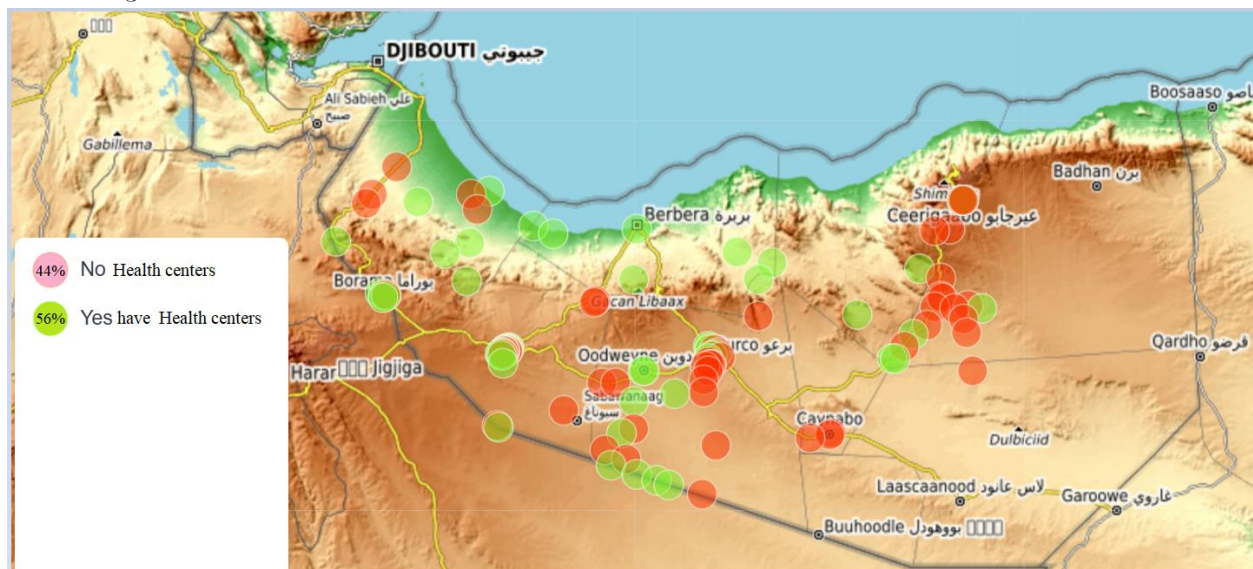 DJIBOUTI جيبوتي
Ali Sabieh علي
صبيح
Gabillema
Boosaaso
Badhan برن
Shim
Ceerigaabo عيرجابو
Berbera بربرة
44% No Health centers
56% Yes have Health centers
Borama بوراما
Gacan Libaax
Oodweyne
دوين
برعو
Qardho قرضو
Harar
Jigjiga
Sabawanaag
سبوناغ
Caynabo
Dulbiciid
Laascaanood لاس عانود
Garoowe غاروي
Buuhoodle بووهودل